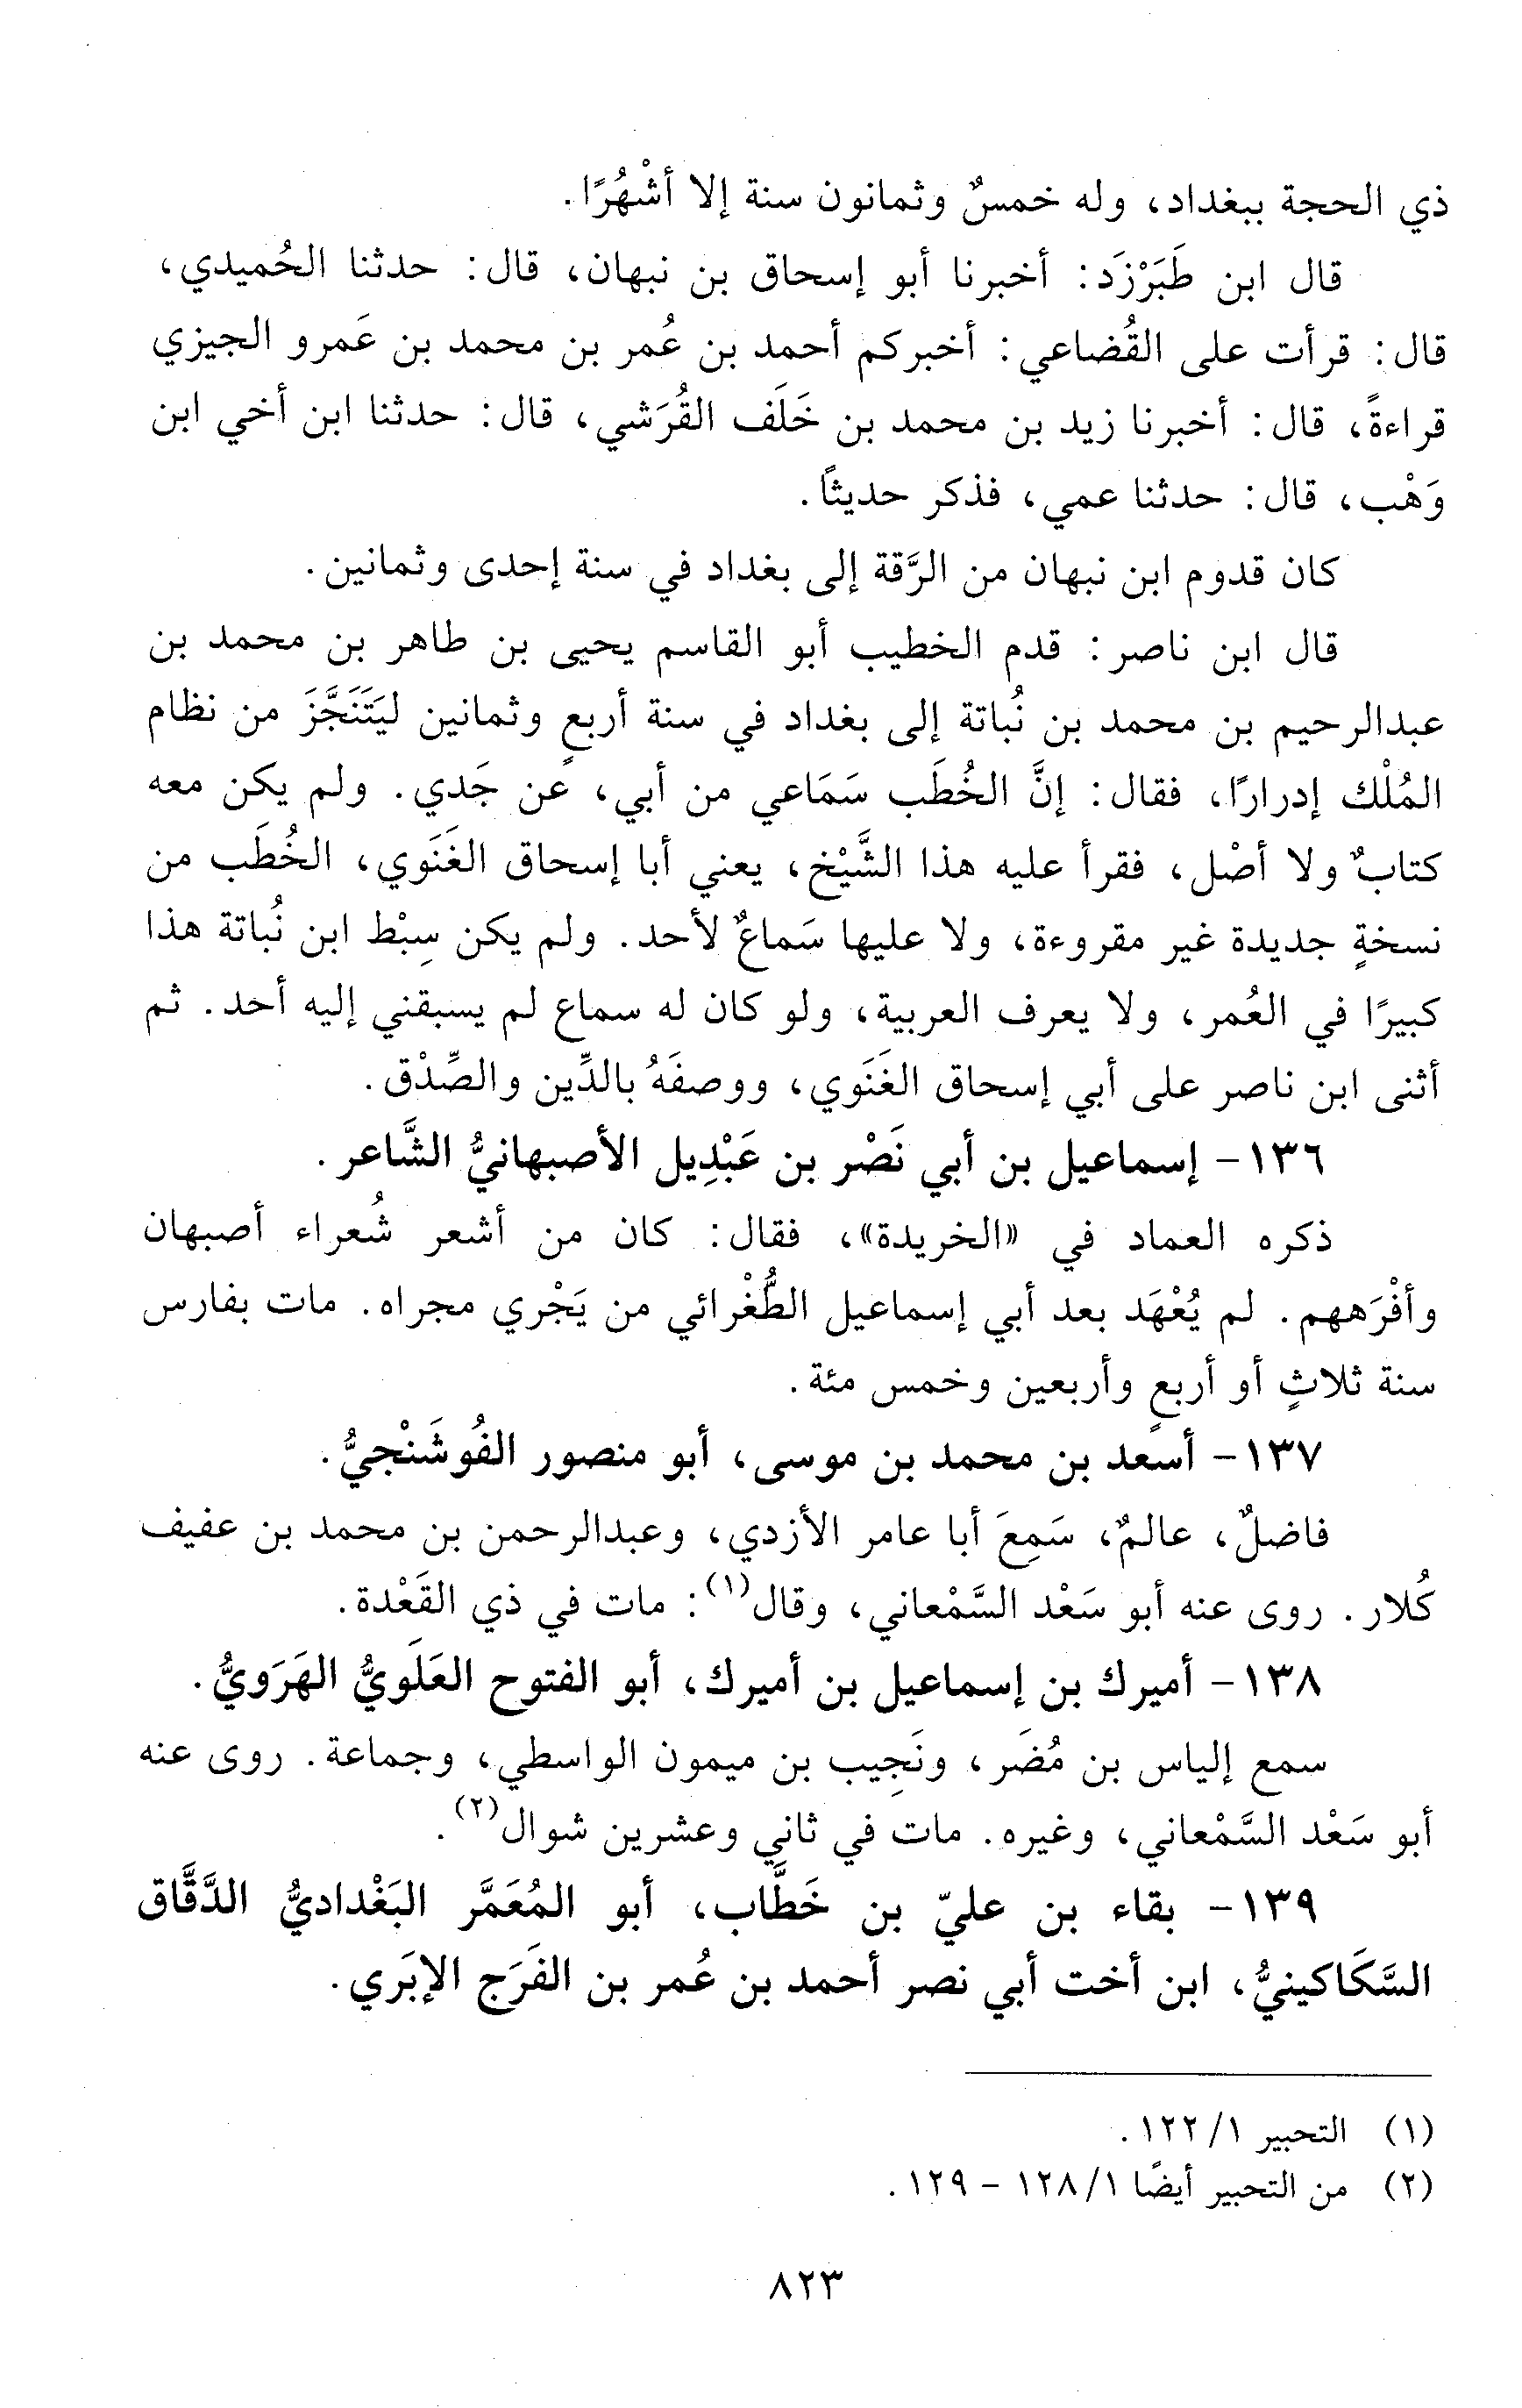 ذي الحجة ببغداد، وله خمسٌ وثمانون سنة إلا أشْهُرًا.
قال ابن طَبَرْزَد: أخبرنا أبو إسحاق بن نبهان، قال: حدثنا الحُميدي،
قال: قرأت على القُضاعي: أخبركم أحمد بن عُمر بن محمد بن عَمرو الجيزي
قراءةً، قال: أخبرنا زيد بن محمد بن خَلَف القُرَشي، قال: حدثنا ابن أخي ابن
وَهْب، قال: حدثنا عمي، فذكر حديثًا.
كان قدوم ابن نبهان من الرَّقة إلى بغداد في سنة إحدى وثمانين.
قال ابن ناصر: قدم الخطيب أبو القاسم يحيى بن طاهر بن محمد بن
عبدالرحيم بن محمد بن نُباتة إلى بغداد في سنة أربعٍ وثمانين ليَتَنَجَّزَ من نظام
المُلْك إدرارًا، فقال: إنَّ الخُطَب سَمَاعي من أبي، عن جَدي. ولم يكن معه
كتابٌ ولا أصْل، فقرأ عليه هذا الشَّيْخ، يعني أبا إسحاق الغَنَوي، الخُطَب من
نسخةٍ جديدة غير مقروءة، ولا عليها سَماعٌ لأحد. ولم يكن سِبْط ابن نُباتة هذا
كبيرًا في العُمر، ولا يعرف العربية، ولو كان له سماع لم يسبقني إليه أحد. ثم
أثنى ابن ناصر على أبي إسحاق الغَنَوي، ووصفَهُ بالدِّين والصِّدْق.
١٣٦- إسماعيل بن أبي نَصْر بن عَبْدِيل الأصبهانيُّ الشَّاعر.
ذكره العماد في «الخريدة»، فقال: كان من أشعر شُعراء أصبهان
وأفْرَههم. لم يُعْهَد بعد أبي إسماعيل الطُّغْرائي من يَجْري مجراه. مات بفارس
سنة ثلاثٍ أو أربعٍ وأربعين وخمس مئة.
١٣٧- أسعد بن محمد بن موسى، أبو منصور الفُوشَنْجيُّ.
فاضلٌ، عالمٌ، سَمِعَ أبا عامر الأزدي، وعبدالرحمن بن محمد بن عفيف
كُلار. روى عنه أبو سَعْد السَّمْعاني، وقال(١): مات في ذي القَعْدة.
١٣٨- أميرك بن إسماعيل بن أميرك، أبو الفتوح العَلَويُّ الهَرَويُّ.
سمع إلياس بن مُضَر، ونَجِيب بن ميمون الواسطي، وجماعة. روى عنه
أبو سَعْد السَّمْعاني، وغيره. مات في ثاني وعشرين شوال(٢).
١٣٩- بقاء بن عليّ بن خَطَّاب، أبو المُعَمَّر البَغْداديُّ الدَّقَّاق
السَّكَاكينيُّ، ابن أخت أبي نصر أحمد بن عُمر بن الفَرَج الإبَري.
(١) التحبير ١/ ١٢٢.
(٢) من التحبير أيضًا ١/ ١٢٨ - ١٢٩.
٨٢٣